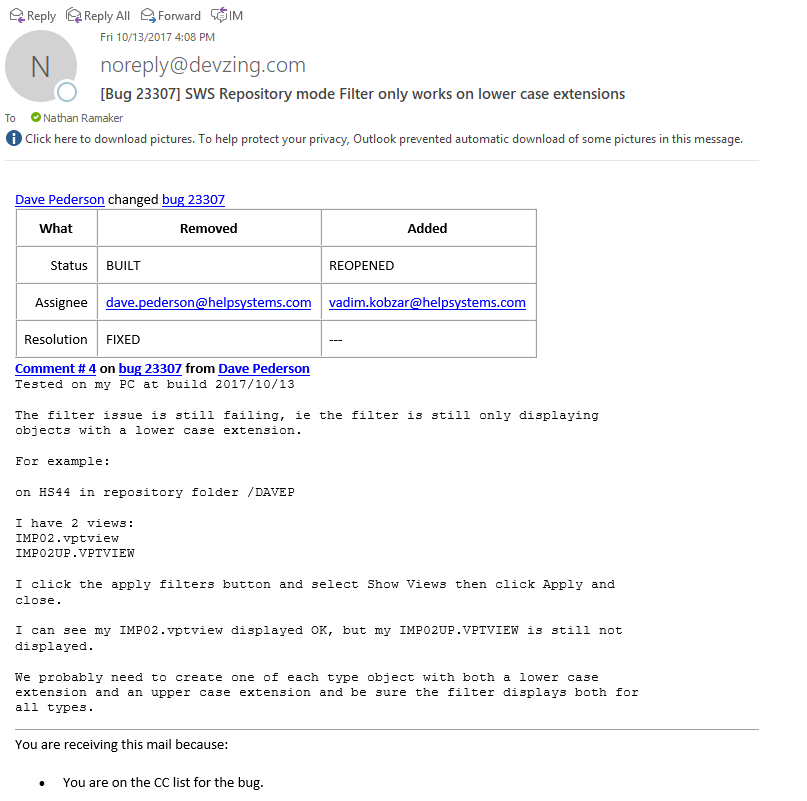 Reply Reply All Forward IM
Fri 10/13/2017 4:08 PM
N
noreply@devzing.com
[Bug 23307] SWS Repository mode Filter only works on lower case extensions
To Nathan Ramaker
Click here to download pictures. To help protect your privacy, Outlook prevented automatic download of some pictures in this message.
Dave Pederson changed bug 23307
What Removed Added
Status BUILT REOPENED
Assignee dave.pederson@helpsystems.com vadim.kobzar@helpsystems.com
Resolution FIXED ---
Comment # 4 on bug 23307 from Dave Pederson
Tested on my PC at build 2017/10/13
The filter issue is still failing, ie the filter is still only displaying
objects with a lower case extension.
For example:
on HS44 in repository folder /DAVEP
I have 2 views:
IMP02.vptview
IMP02UP.VPTVIEW
I click the apply filters button and select Show Views then click Apply and
close.
I can see my IMP02.vptview displayed OK, but my IMP02UP.VPTVIEW is still not
displayed.
We probably need to create one of each type object with both a lower case
extension and an upper case extension and be sure the filter displays both for
all types.
You are receiving this mail because:
• You are on the CC list for the bug.